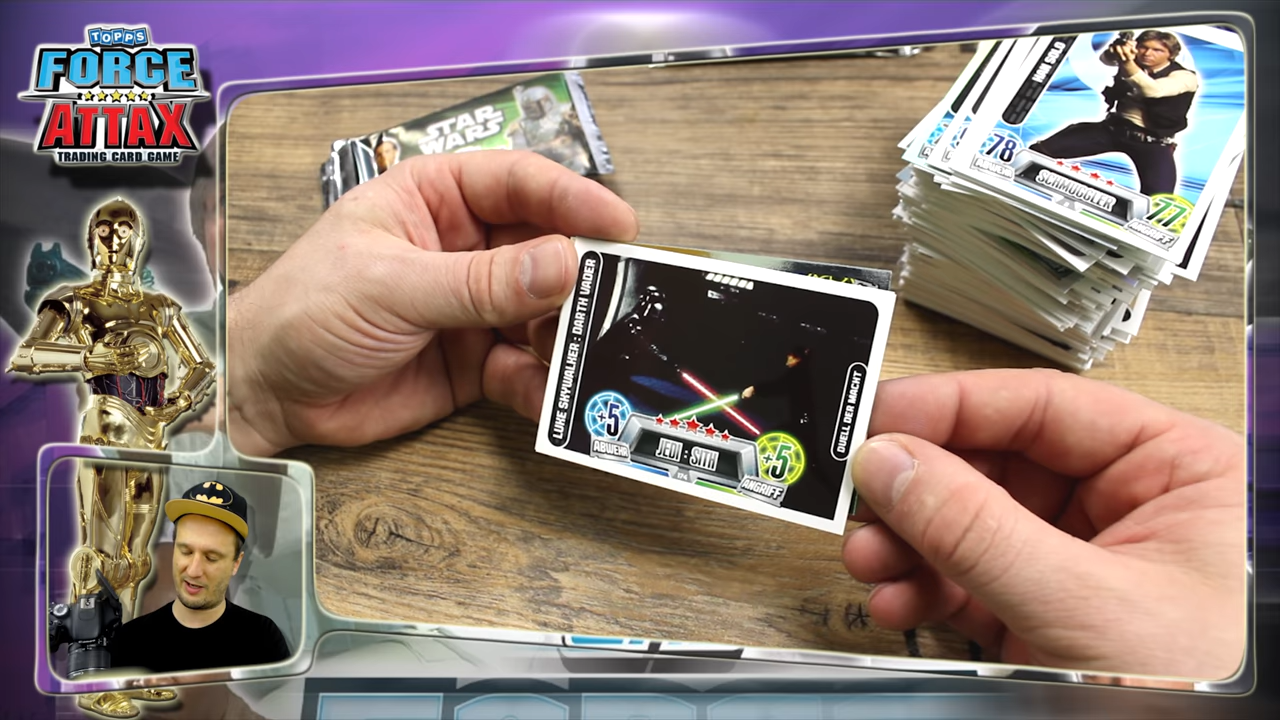 TOPPS
FORCE
ATTAX
TRADING CARD GAME
STAR
WARS
HAN SOLO
78
ABWEHR
SCHMUGGLER
77
ANGRIFF
LUKE SKYWALKER : DARTH VADER
DUELL DER MACHT
+5
ABWEHR
JEDI : SITH
174
+5
ANGRIFF